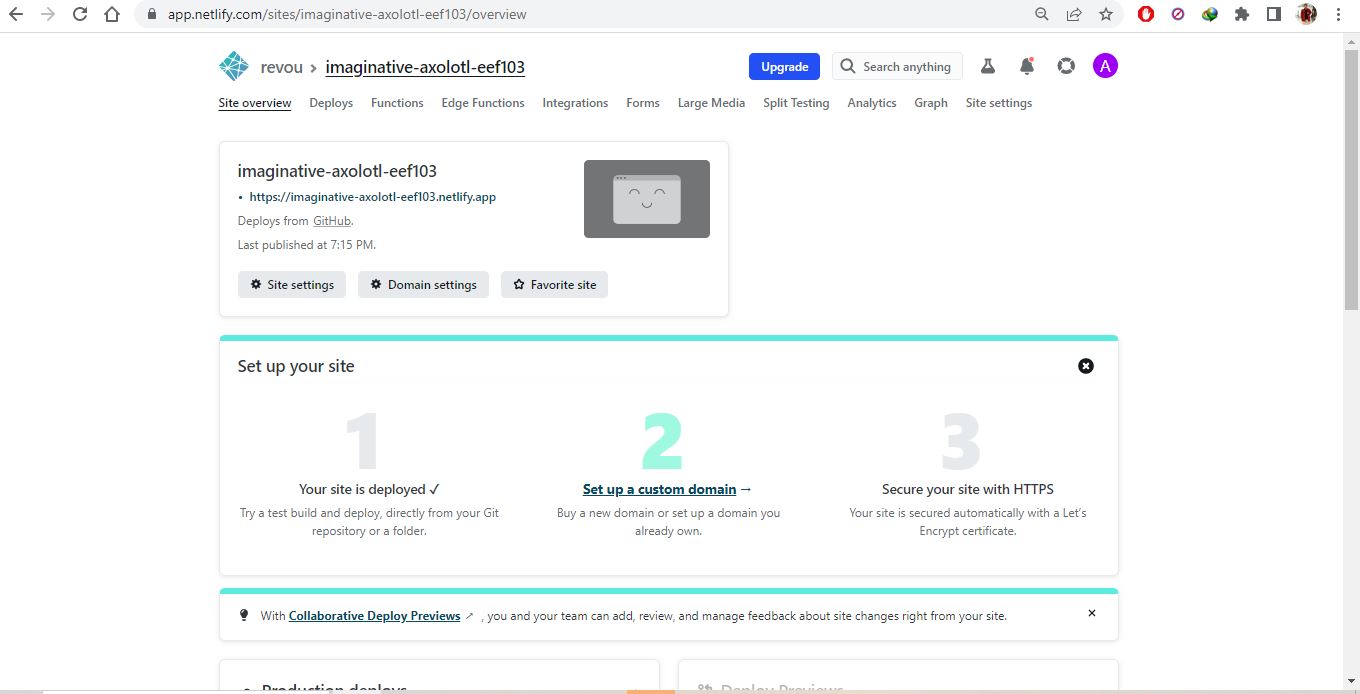 app.netlify.com/sites/imaginative-axolotl-eef103/overview
revou > imaginative-axolotl-eef103
Upgrade
Search anything
A
Site overview Deploys Functions Edge Functions Integrations Forms Large Media Split Testing Analytics Graph Site settings
imaginative-axolotl-eef103
• https://imaginative-axolotl-eef103.netlify.app
Deploys from GitHub.
Last published at 7:15 PM.
Site settings Domain settings Favorite site
Set up your site
1
Your site is deployed ✓
Try a test build and deploy, directly from your Git
repository or a folder.
2
Set up a custom domain →
Buy a new domain or set up a domain you
already own.
3
Secure your site with HTTPS
Your site is secured automatically with a Let's
Encrypt certificate.
With Collaborative Deploy Previews ↗ , you and your team can add, review, and manage feedback about site changes right from your site.
Production deploys
Deploy Previews